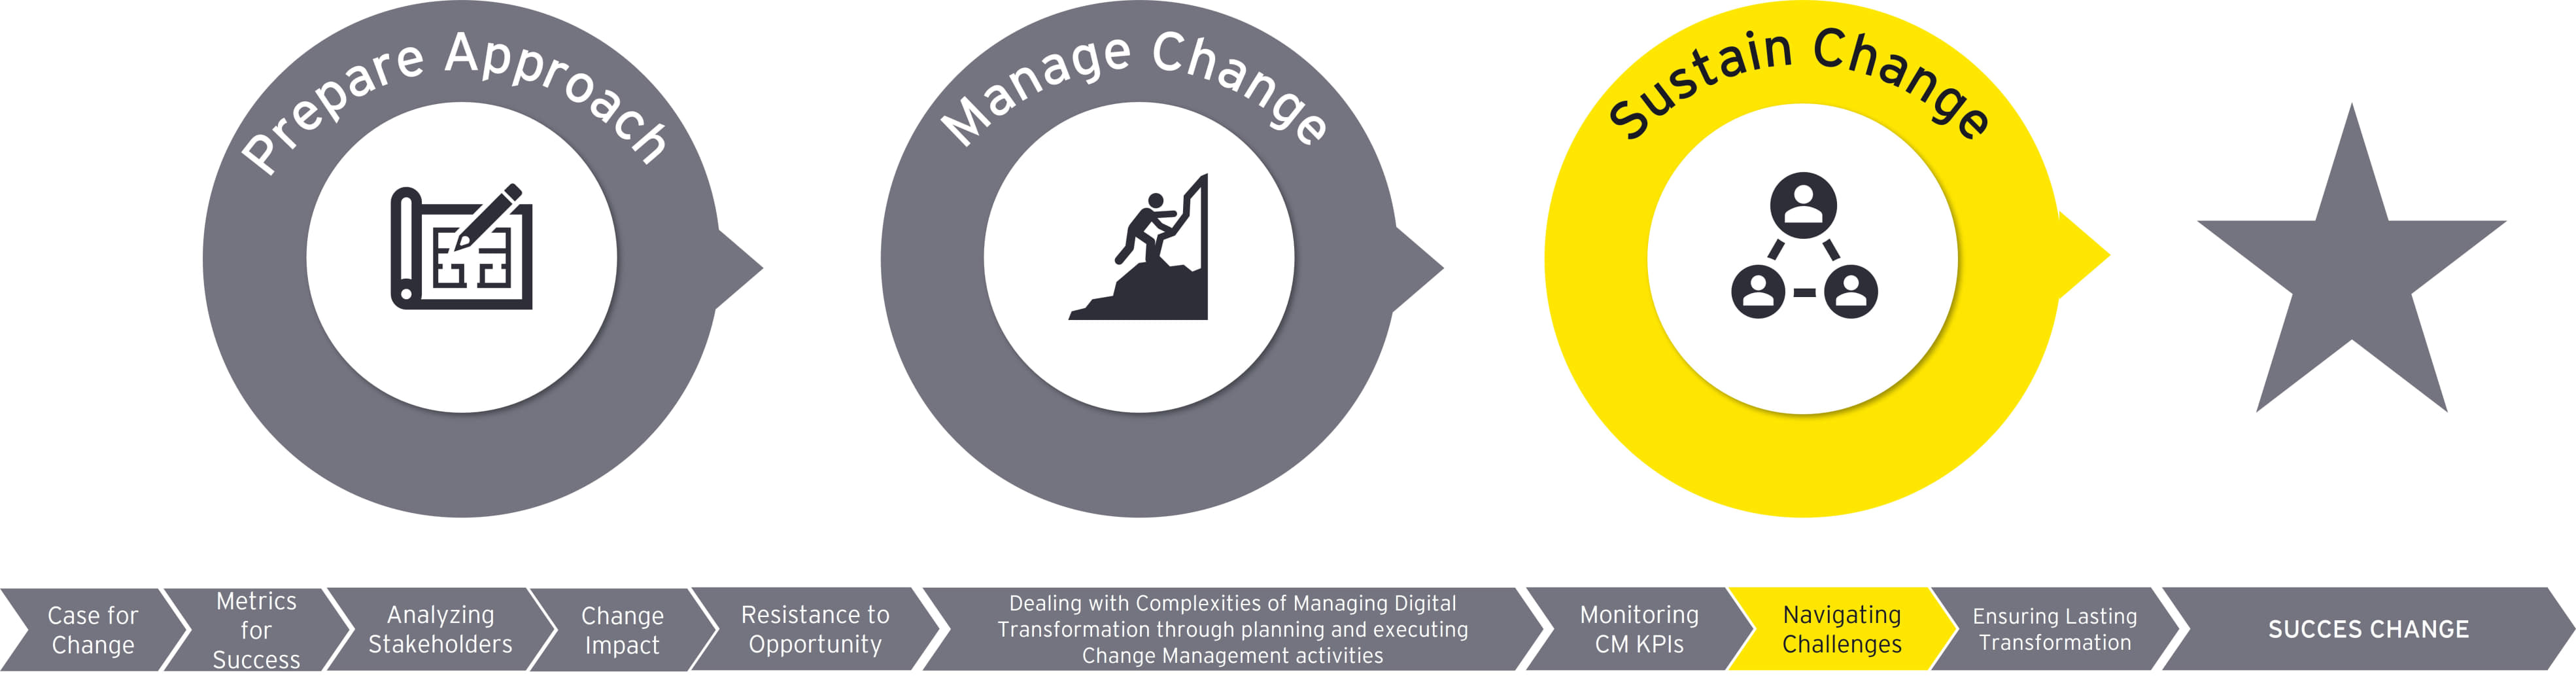 Prepare Approach
Manage Change
Sustain Change
Case for
Change
Metrics
for
Success
Analyzing
Stakeholders
Change
Impact
Resistance to
Opportunity
Dealing with Complexities of Managing Digital
Transformation through planning and executing
Change Management activities
Monitoring
CM KPIs
Navigating
Challenges
Ensuring Lasting
Transformation
SUCCES CHANGE